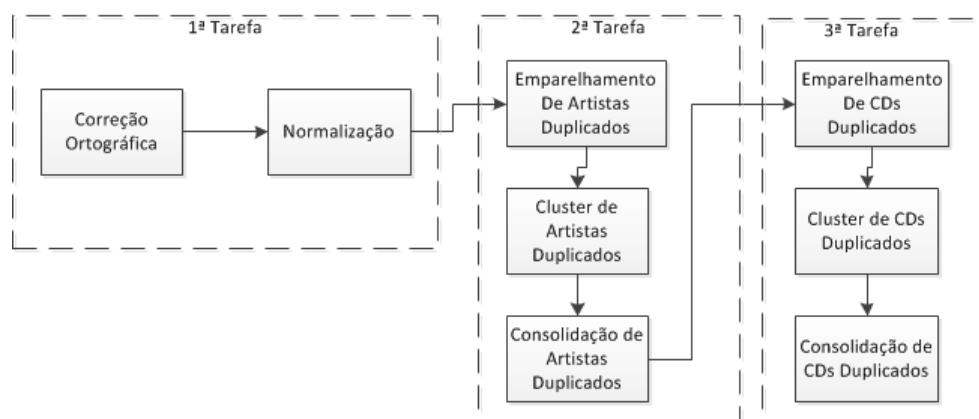 1ª Tarefa
Correção
Ortográfica
Normalização
2ª Tarefa
Emparelhamento
De Artistas
Duplicados
Cluster de
Artistas
Duplicados
Consolidação de
Artistas
Duplicados
3ª Tarefa
Emparelhamento
De CDs
Duplicados
Cluster de CDs
Duplicados
Consolidação de
CDs Duplicados